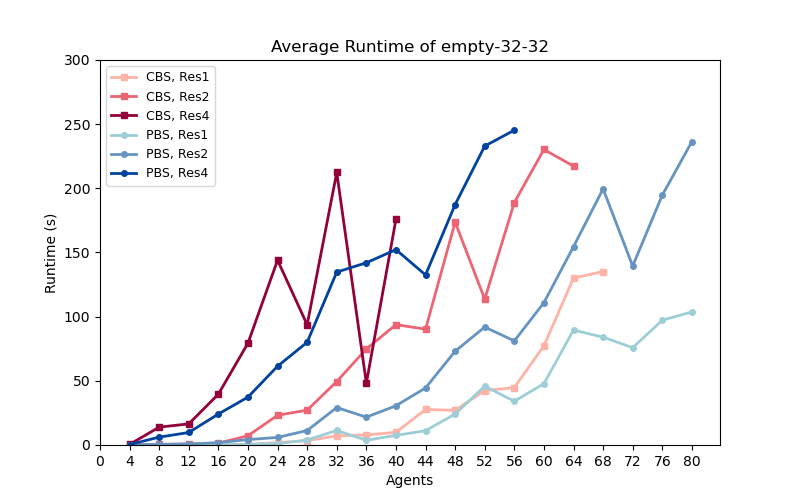 Average Runtime of empty-32-32
300
250
200
150
100
50
0
Runtime (s)
CBS, Res1
CBS, Res2
CBS, Res4
PBS, Res1
PBS, Res2
PBS, Res4
0 4 8 12 16 20 24 28 32 36 40 44 48 52 56 60 64 68 72 76 80
Agents